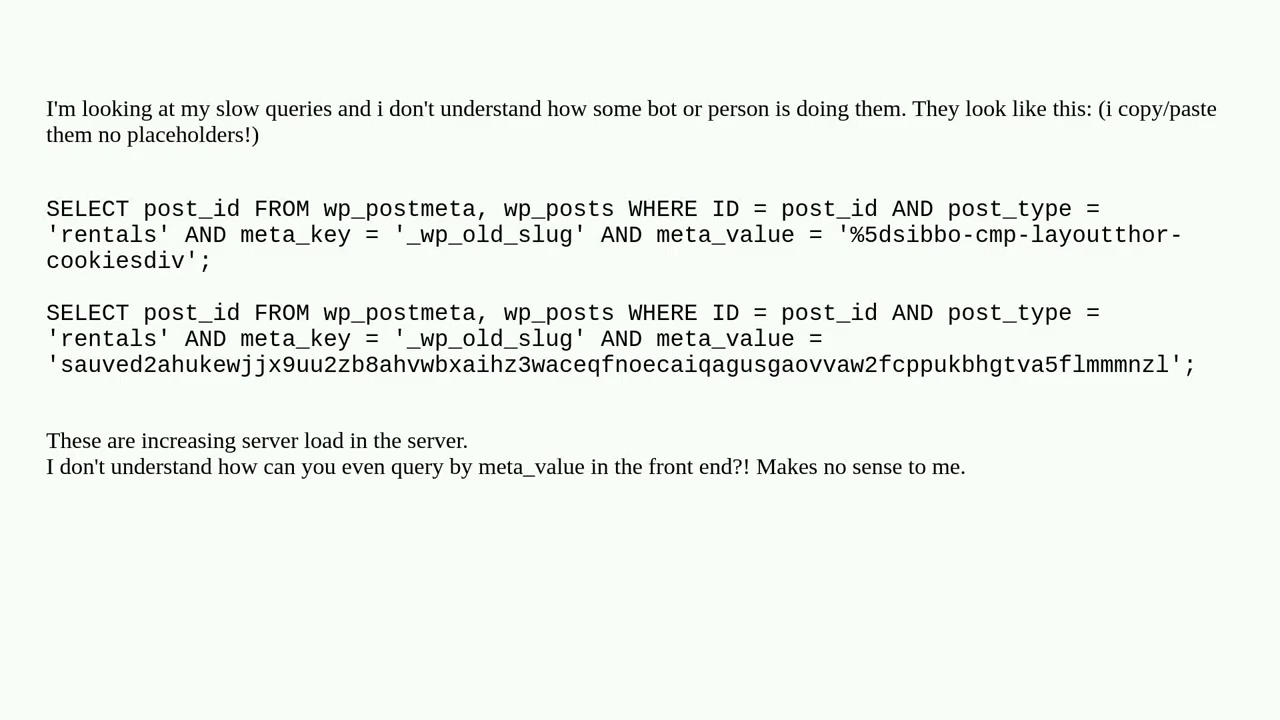 I'm looking at my slow queries and i don't understand how some bot or person is doing them. They look like this: (i copy/paste
them no placeholders!)
SELECT post_id FROM wp_postmeta, wp_posts WHERE ID = post_id AND post_type =
'rentals' AND meta_key = '_wp_old_slug' AND meta_value = '%5dsibbo-cmp-layoutthor-
cookiesdiv';
SELECT post_id FROM wp_postmeta, wp_posts WHERE ID = post_id AND post_type =
'rentals' AND meta_key = '_wp_old_slug' AND meta_value =
'sauved2ahukewjjx9uu2zb8ahvwbxaihz3waceqfnoecaiqagusgaovvaw2fcppukbhgtva5flmmmnzl';
These are increasing server load in the server.
I don't understand how can you even query by meta_value in the front end?! Makes no sense to me.